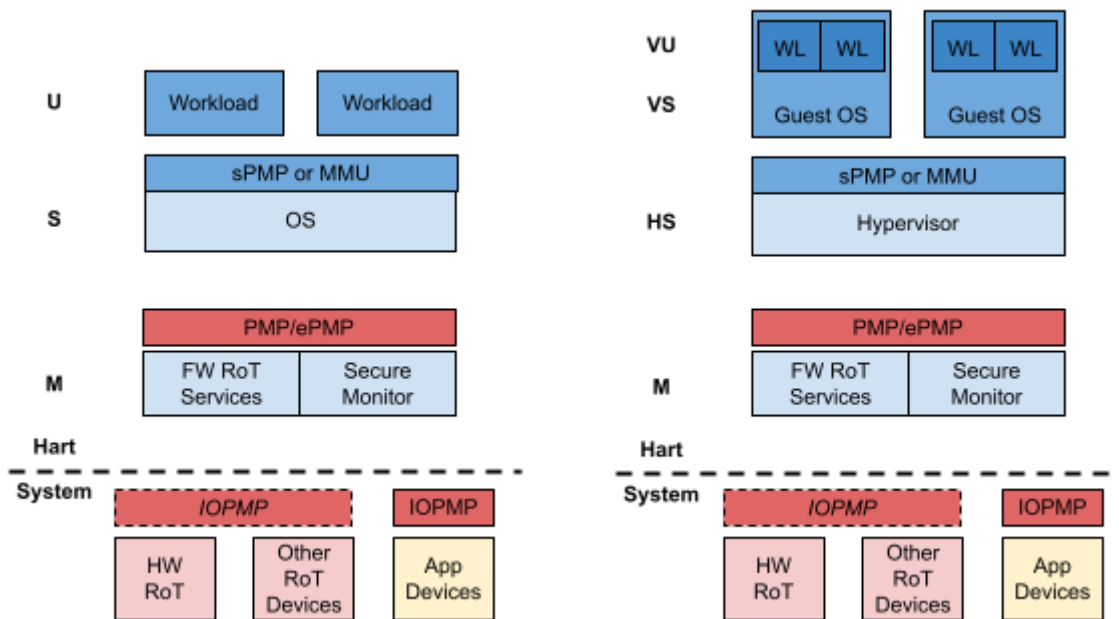 U
Workload
Workload
sPMP or MMU
S
OS
PMP/ePMP
M
FW RoT
Services
Secure
Monitor
Hart
System
IOPMP
IOPMP
HW
RoT
Other
RoT
Devices
App
Devices
VU
WL
WL
WL
WL
VS
Guest OS
Guest OS
sPMP or MMU
HS
Hypervisor
PMP/ePMP
M
FW RoT
Services
Secure
Monitor
Hart
System
IOPMP
IOPMP
HW
RoT
Other
RoT
Devices
App
Devices